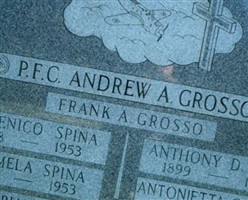 P.F.C. ANDREW A. GROSSO
FRANK A. GROSSO
ENICO SPINA
1953
MELA SPINA
1953
ANTHONY D.
1899 —
ANTONIETTA